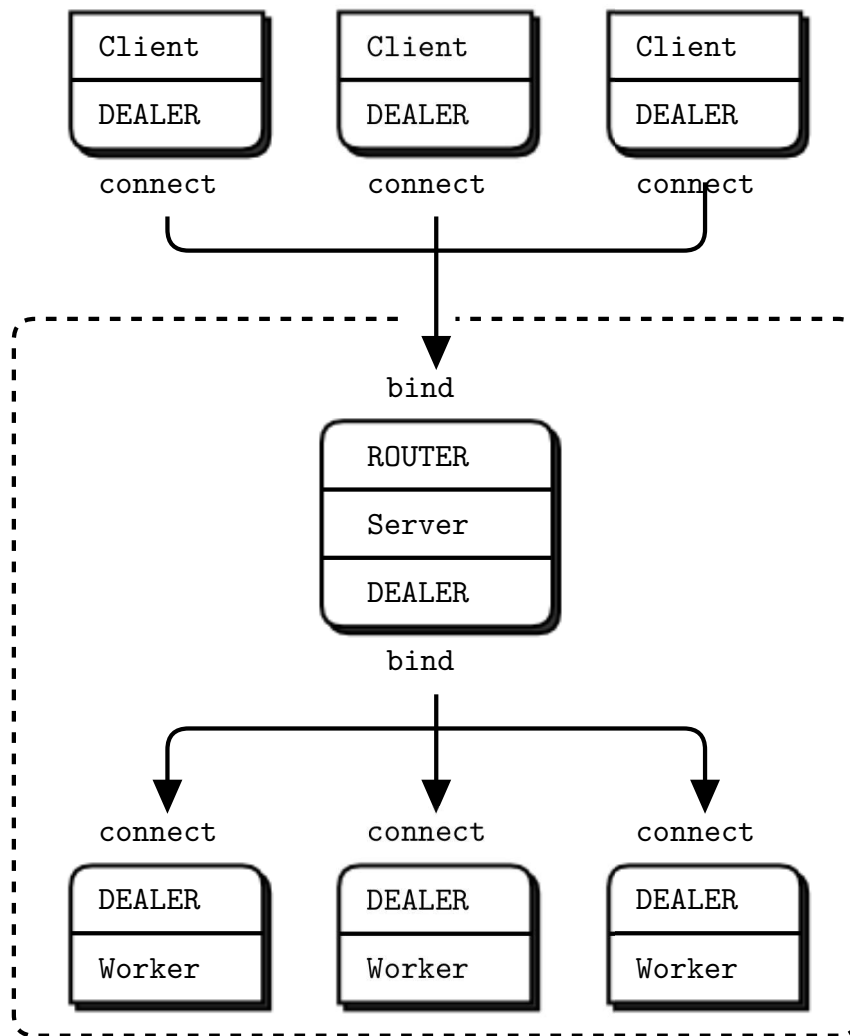 Client Client Client
DEALER DEALER DEALER
connect connect connect
bind
ROUTER
Server
DEALER
bind
connect connect connect
DEALER DEALER DEALER
Worker Worker Worker